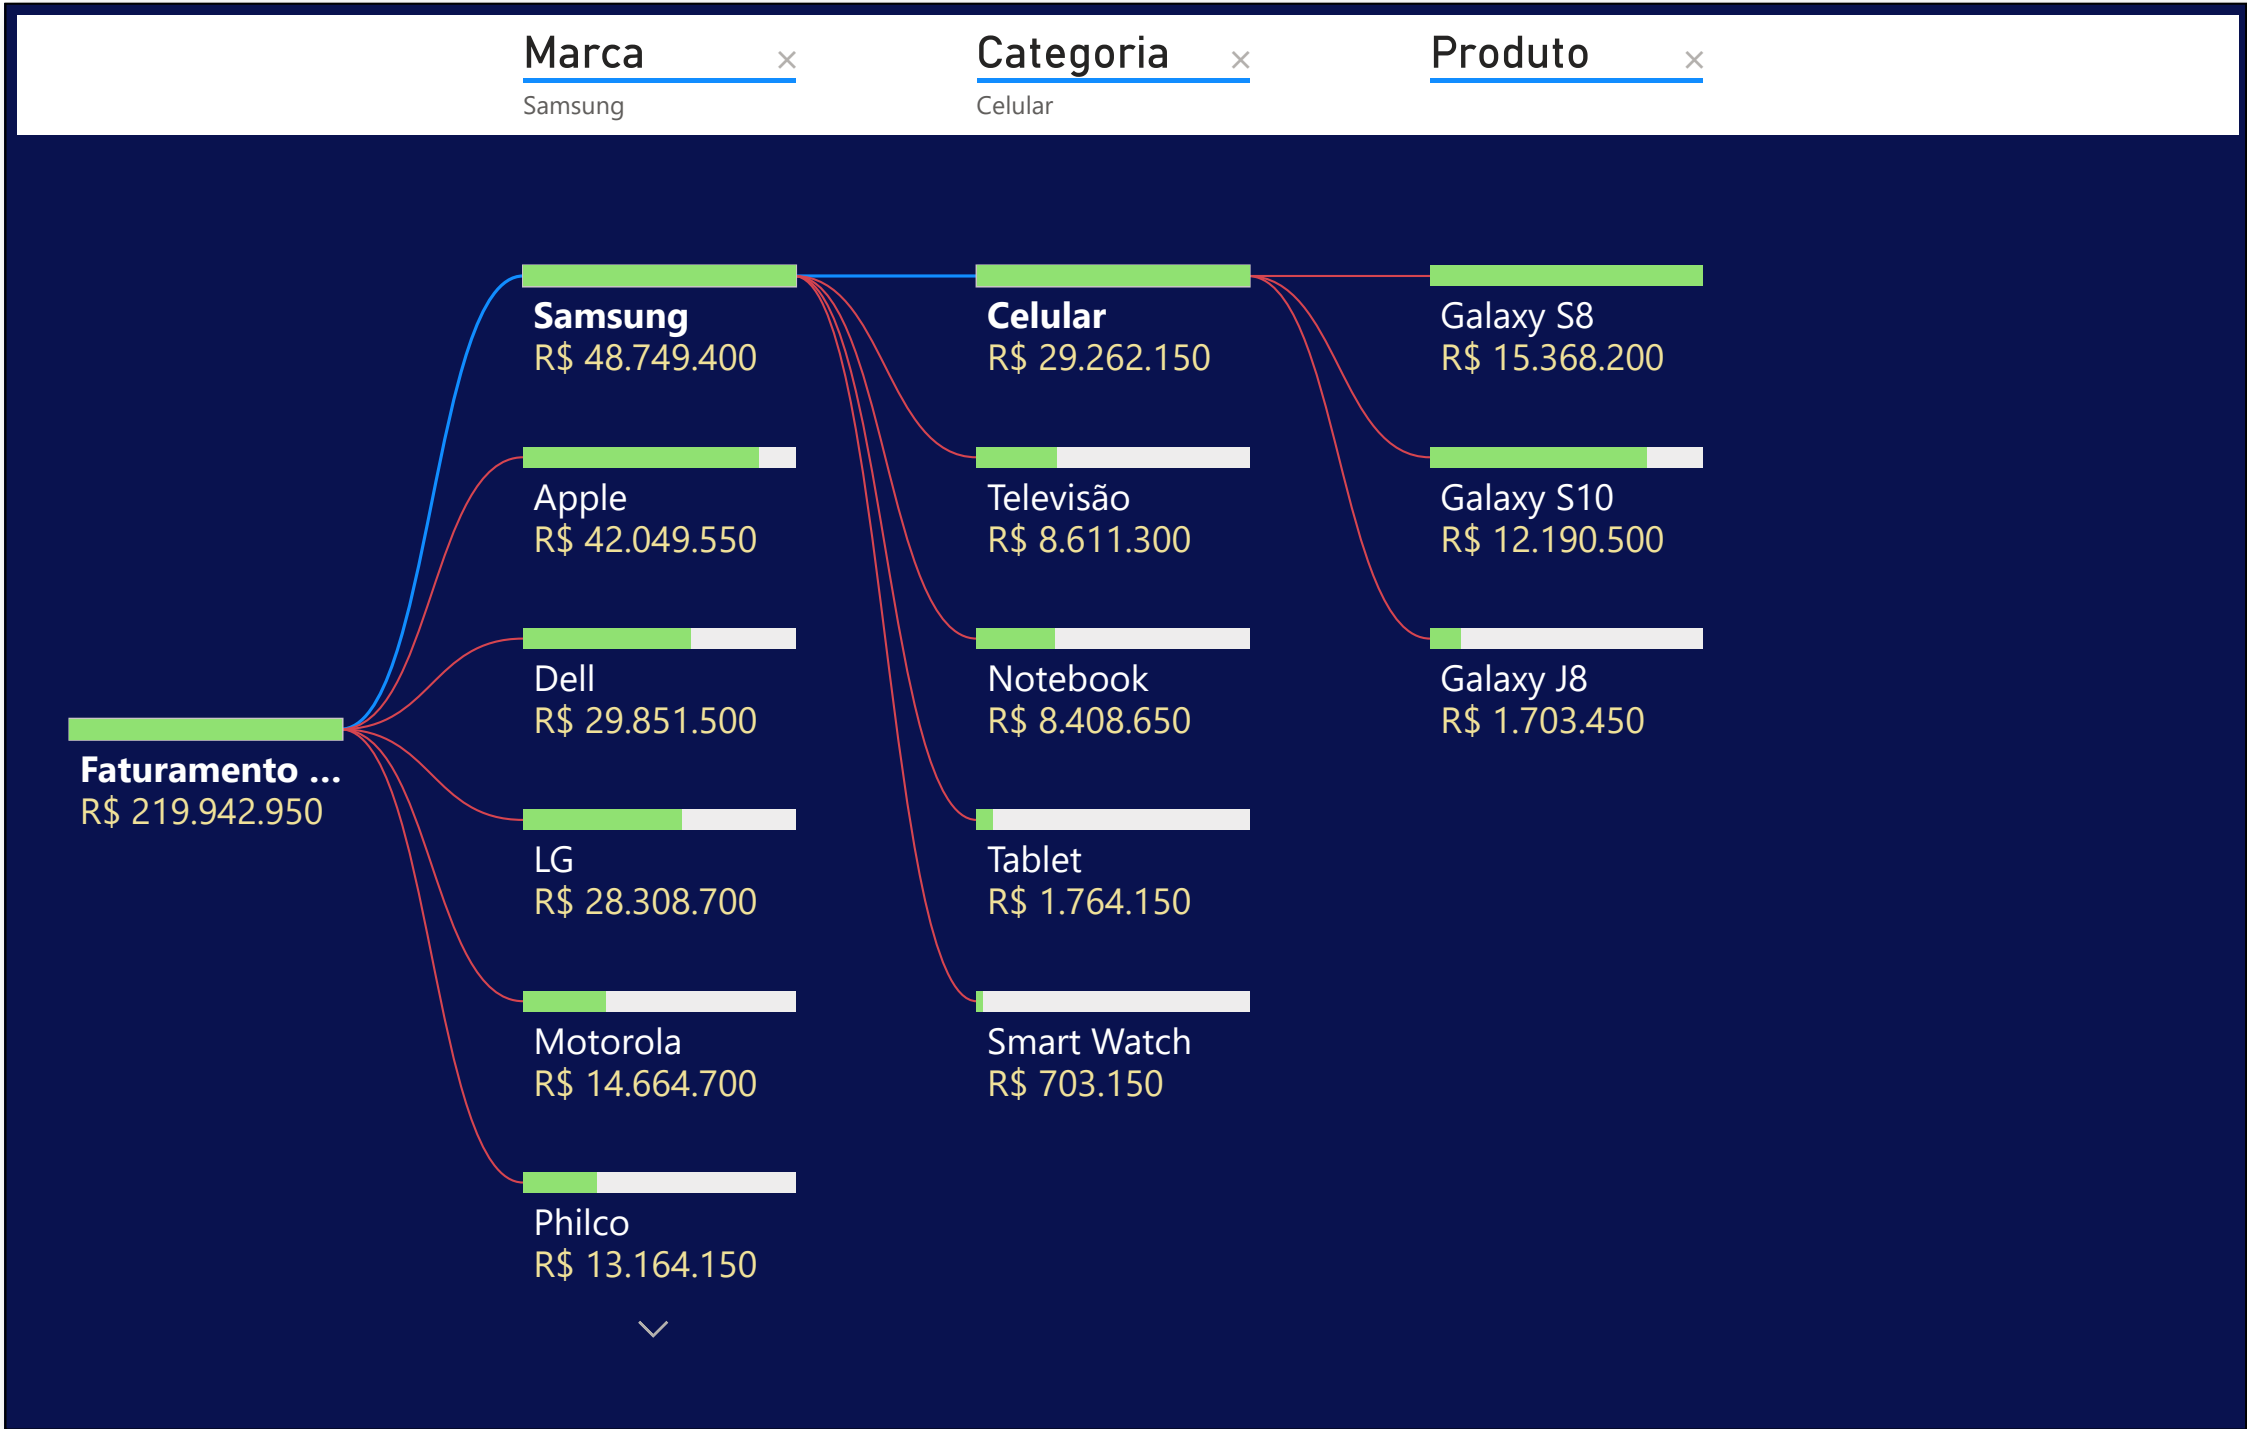 Marca
Samsung
Categoria
Celular
Produto
Faturamento ...
R$ 219.942.950
Samsung
R$ 48.749.400
Apple
R$ 42.049.550
Dell
R$ 29.851.500
LG
R$ 28.308.700
Motorola
R$ 14.664.700
Philco
R$ 13.164.150
Celular
R$ 29.262.150
Televisão
R$ 8.611.300
Notebook
R$ 8.408.650
Tablet
R$ 1.764.150
Smart Watch
R$ 703.150
Galaxy S8
R$ 15.368.200
Galaxy S10
R$ 12.190.500
Galaxy J8
R$ 1.703.450